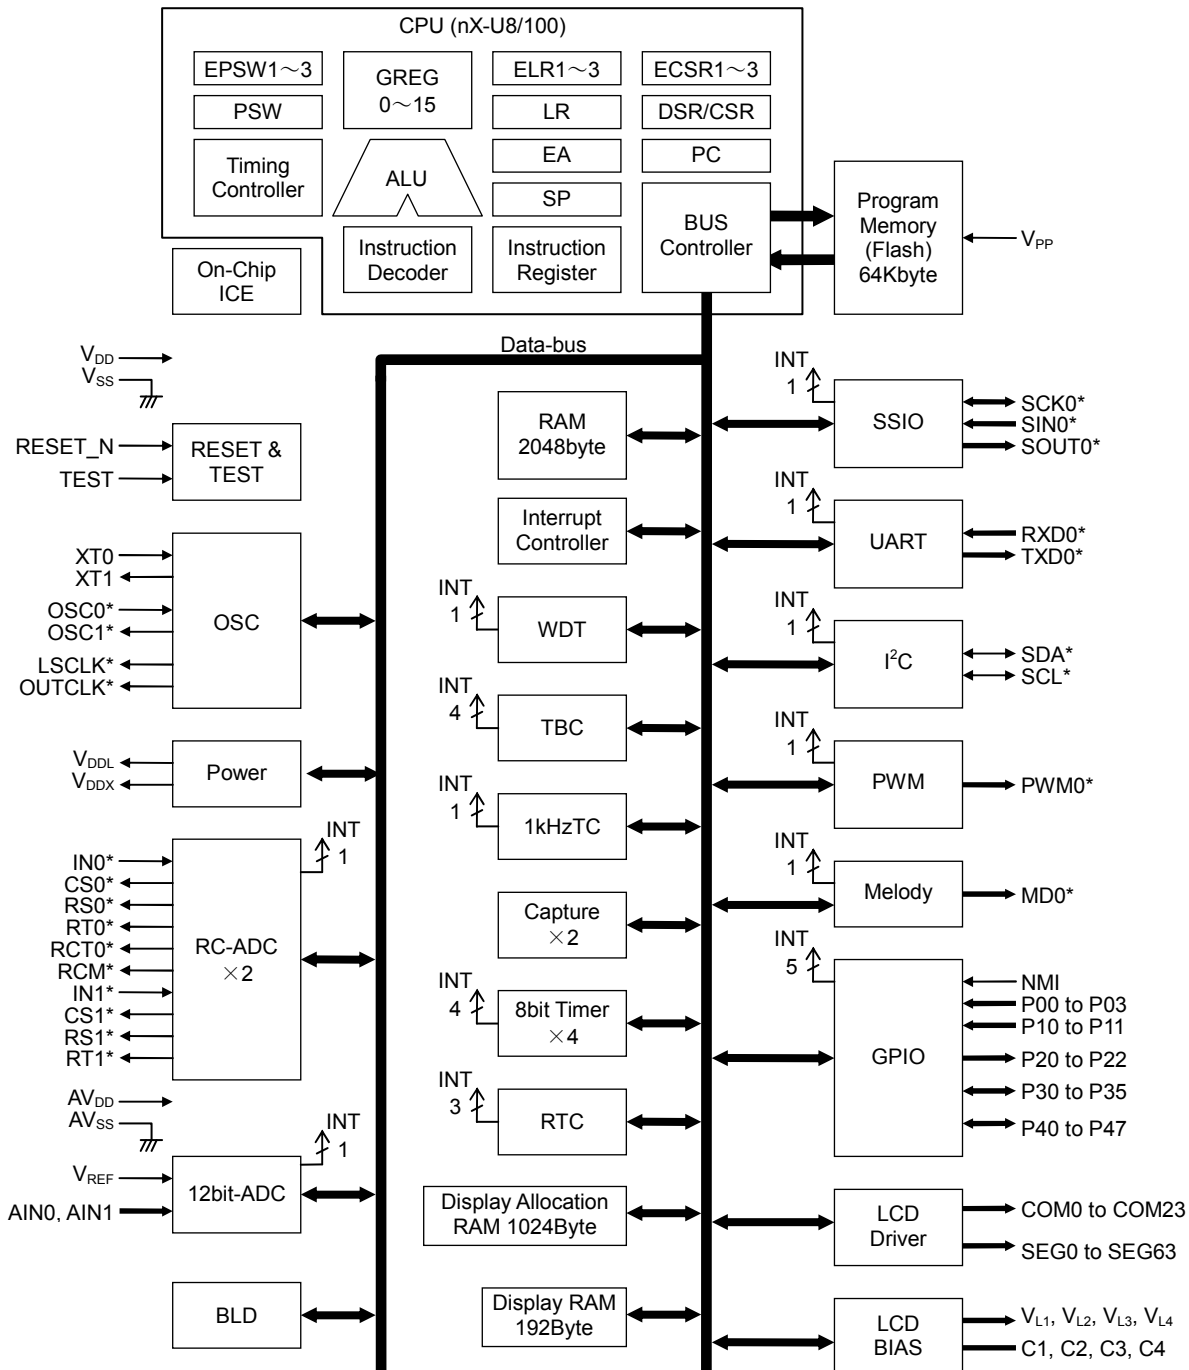 CPU (nX-U8/100)
EPSW1～3
GREG
0～15
ELR1～3
ECSR1～3
PSW
LR
DSR/CSR
Timing
Controller
ALU
EA
PC
SP
BUS
Controller
Program
Memory
(Flash)
64Kbyte
VPP
Instruction
Decoder
Instruction
Register
On-Chip
ICE
Data-bus
VDD
VSS
RESET_N
TEST
RESET &
TEST
XT0
XT1
OSC0*
OSC1*
LSCLK*
OUTCLK*
OSC
VDDL
VDDX
Power
IN0*
CS0*
RS0*
RT0*
RCT0*
RCM*
IN1*
CS1*
RS1*
RT1*
RC-ADC
×2
INT
1
AVDD
AVSS
VREF
AIN0, AIN1
12bit-ADC
INT
1
BLD
RAM
2048byte
Interrupt
Controller
INT
1
WDT
INT
4
TBC
INT
1
1kHzTC
Capture
×2
INT
4
8bit Timer
×4
INT
3
RTC
Display Allocation
RAM 1024Byte
Display RAM
192Byte
INT
1
SSIO
SCK0*
SIN0*
SOUT0*
INT
1
UART
RXD0*
TXD0*
INT
1
I²C
SDA*
SCL*
INT
1
PWM
PWM0*
INT
1
Melody
MD0*
INT
5
GPIO
NMI
P00 to P03
P10 to P11
P20 to P22
P30 to P35
P40 to P47
LCD
Driver
COM0 to COM23
SEG0 to SEG63
LCD
BIAS
VL1, VL2, VL3, VL4
C1, C2, C3, C4